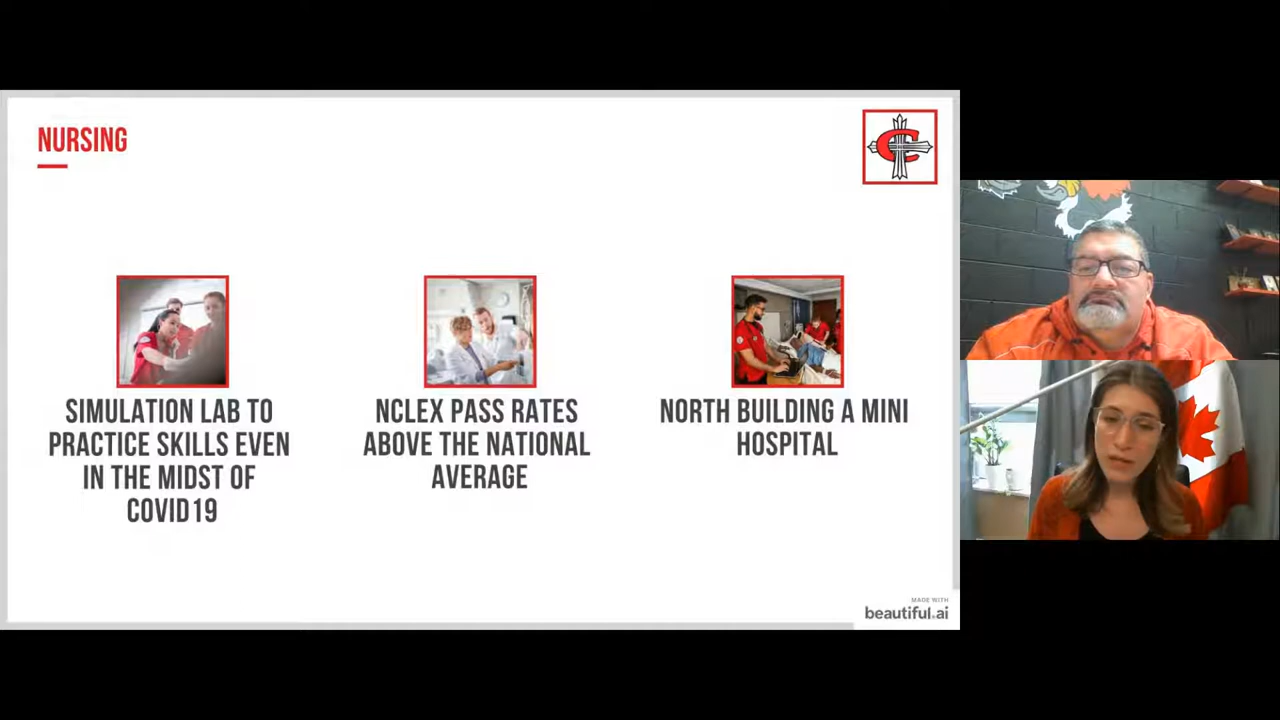 NURSING
SIMULATION LAB TO
PRACTICE SKILLS EVEN
IN THE MIDST OF
COVID19
NCLEX PASS RATES
ABOVE THE NATIONAL
AVERAGE
NORTH BUILDING A MINI
HOSPITAL
C
MADE WITH
beautiful.ai